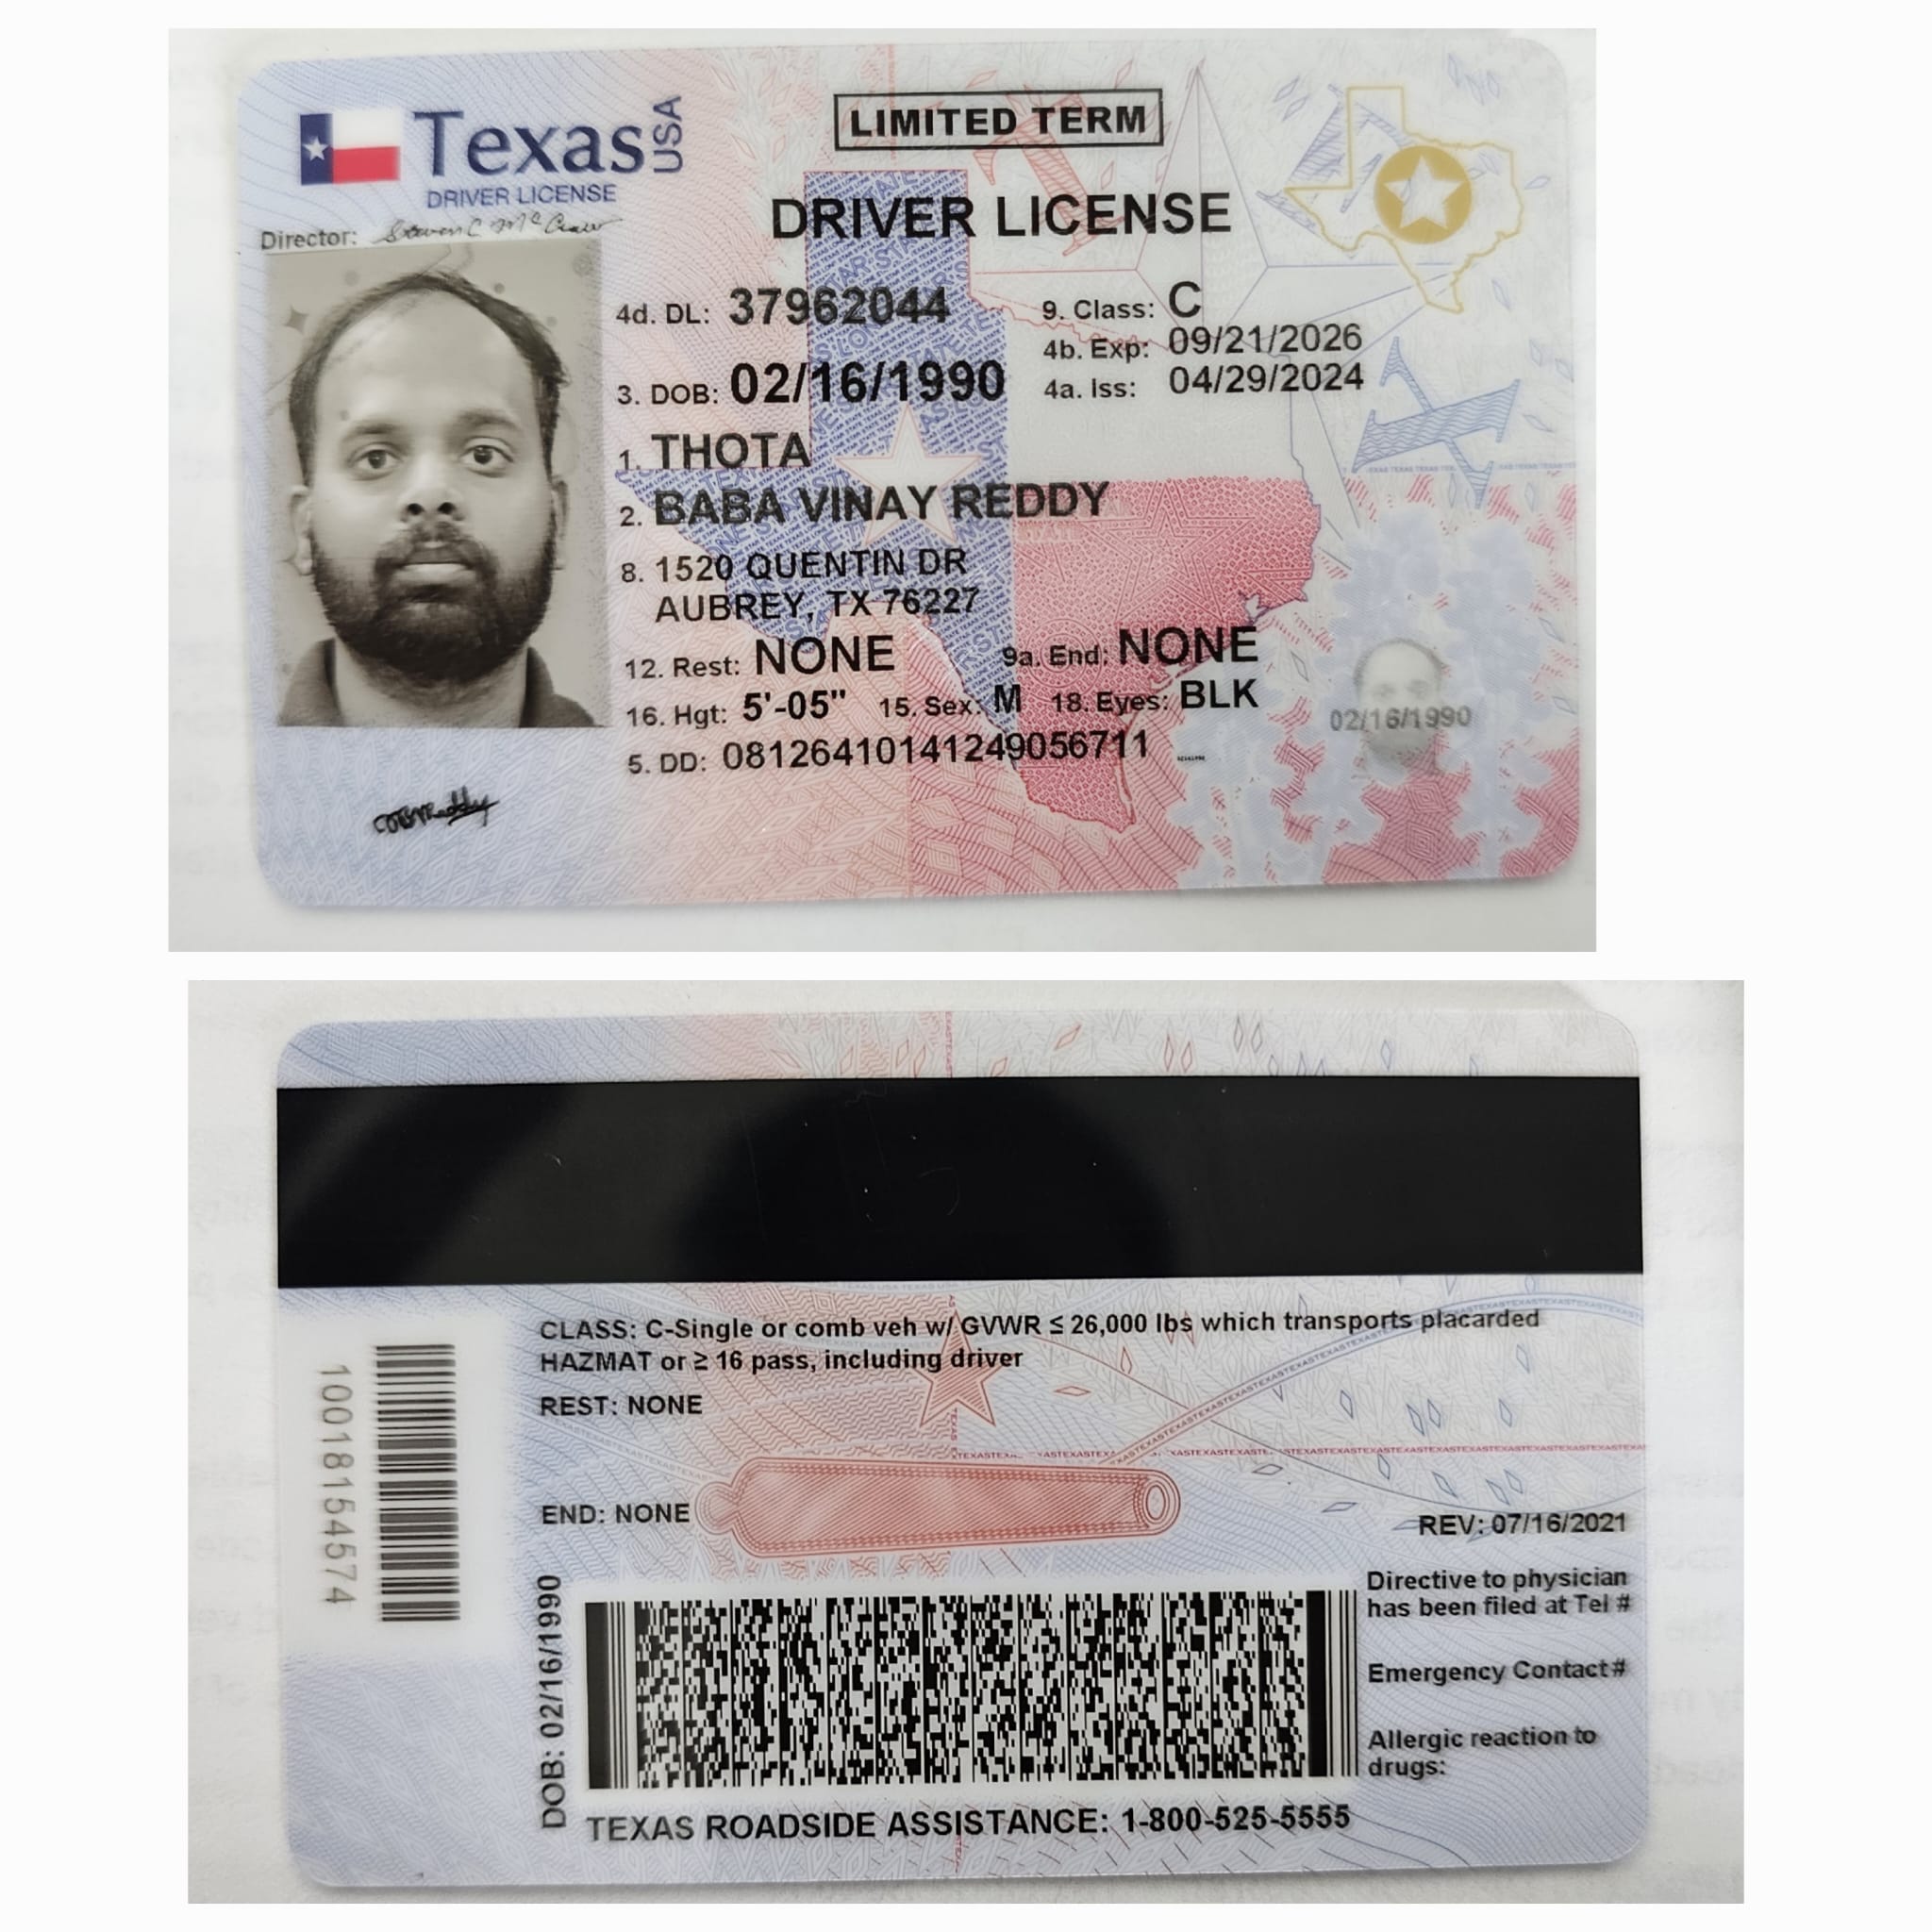 Texas USA
DRIVER LICENSE
Director:
LIMITED TERM
DRIVER LICENSE
4d. DL: 37962044
9. Class: C
4b. Exp: 09/21/2026
3. DOB: 02/16/1990
4a. Iss: 04/29/2024
1. THOTA
2. BABA VINAY REDDY
8. 1520 QUENTIN DR
AUBREY, TX 76227
12. Rest: NONE
9a. End: NONE
16. Hgt: 5'-05" 15. Sex: M 18. Eyes: BLK
5. DD: 08126410141249056711
02/16/1990
CLASS: C-Single or comb veh w/ GVWR ≤ 26,000 lbs which transports placarded
HAZMAT or ≥ 16 pass, including driver
REST: NONE
END: NONE
REV: 07/16/2021
10018154574
DOB: 02/16/1990
Directive to physician
has been filed at Tel #
Emergency Contact#
Allergic reaction to
drugs:
TEXAS ROADSIDE ASSISTANCE: 1-800-525-5555